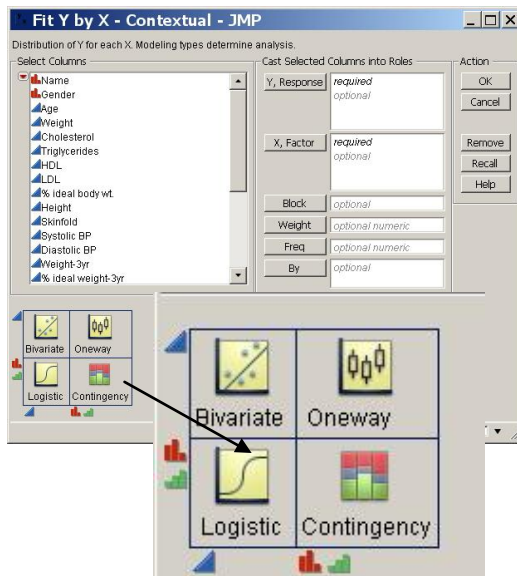 Fit Y by X - Contextual - JMP
Distribution of Y for each X. Modeling types determine analysis.
Select Columns
Name
Gender
Age
Weight
Cholesterol
Triglycerides
HDL
LDL
% ideal body wt.
Height
Skinfold
Systolic BP
Diastolic BP
Weight-3yr
% ideal weight-3yr
Cast Selected Columns into Roles
Y, Response required
optional
X, Factor required
optional
Block optional
Weight optional numeric
Freq optional numeric
By optional
Action
OK
Cancel
Remove
Recall
Help
Bivariate Oneway
Logistic Contingency
Bivariate Oneway
Logistic Contingency